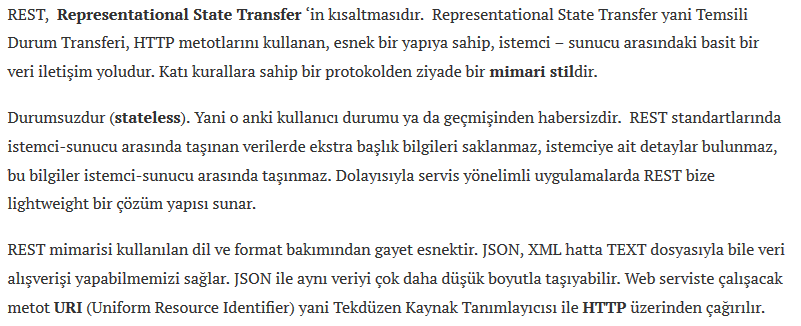 REST,  Representational State Transfer ‘in kısaltmasıdır.  Representational State Transfer yani Temsili
Durum Transferi, HTTP metotlarını kullanan, esnek bir yapıya sahip, istemci – sunucu arasındaki basit bir
veri iletişim yoludur. Katı kurallara sahip bir protokolden ziyade bir mimari stildir.
Durumsuzdur (stateless). Yani o anki kullanıcı durumu ya da geçmişinden habersizdir.  REST standartlarında
istemci-sunucu arasında taşınan verilerde ekstra başlık bilgileri saklanmaz, istemciye ait detaylar bulunmaz,
bu bilgiler istemci-sunucu arasında taşınmaz. Dolayısıyla servis yönelimli uygulamalarda REST bize
lightweight bir çözüm yapısı sunar.
REST mimarisi kullanılan dil ve format bakımından gayet esnektir. JSON, XML hatta TEXT dosyasıyla bile veri
alışverişi yapabilmemizi sağlar. JSON ile aynı veriyi çok daha düşük boyutla taşıyabilir. Web serviste çalışacak
metot URI (Uniform Resource Identifier) yani Tekdüzen Kaynak Tanımlayıcısı ile HTTP üzerinden çağırılır.